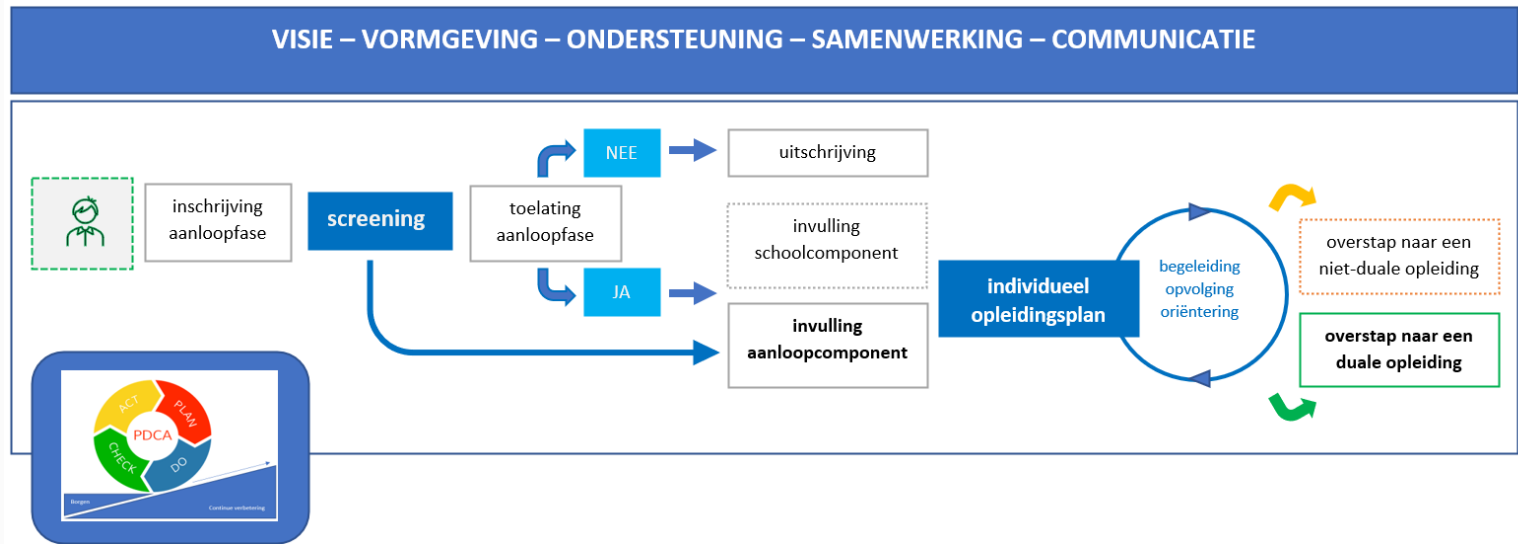 VISIE – VORMGEVING – ONDERSTEUNING – SAMENWERKING – COMMUNICATIE
inschrijving
aanloopfase
screening
toelating
aanloopfase
NEE
uitschrijving
JA
invulling
schoolcomponent
invulling
aanloopcomponent
individueel
opleidingsplan
begeleiding
opvolging
oriëntering
overstap naar een
niet-duale opleiding
overstap naar een
duale opleiding
ACT
PLAN
PDCA
CHECK
DO
Borgen
Continue verbetering